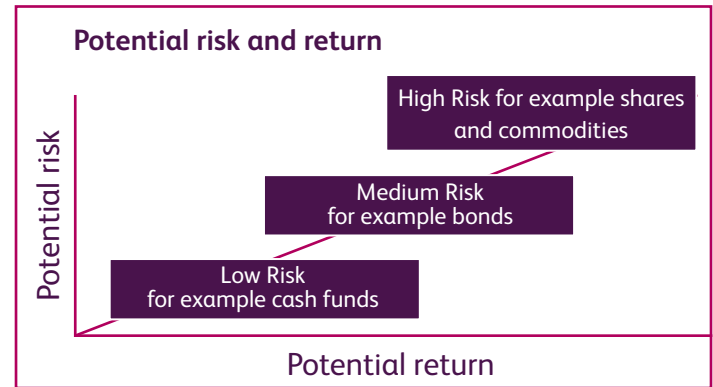 Potential risk and return
High Risk for example shares
and commodities
Medium Risk
for example bonds
Low Risk
for example cash funds
Potential risk
Potential return